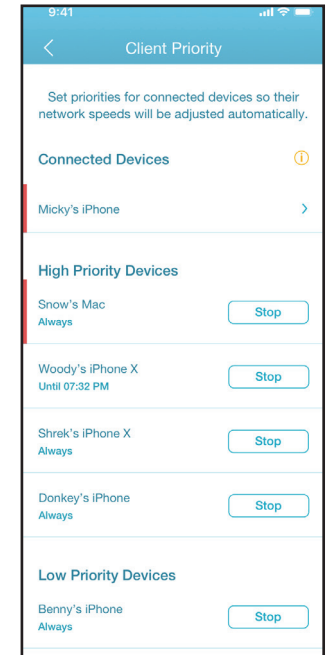 9:41
Client Priority
Set priorities for connected devices so their
network speeds will be adjusted automatically.
Connected Devices
Micky's iPhone
High Priority Devices
Snow's Mac
Always
Stop
Woody's iPhone X
Until 07:32 PM
Stop
Shrek's iPhone X
Always
Stop
Donkey's iPhone
Always
Stop
Low Priority Devices
Benny's iPhone
Always
Stop